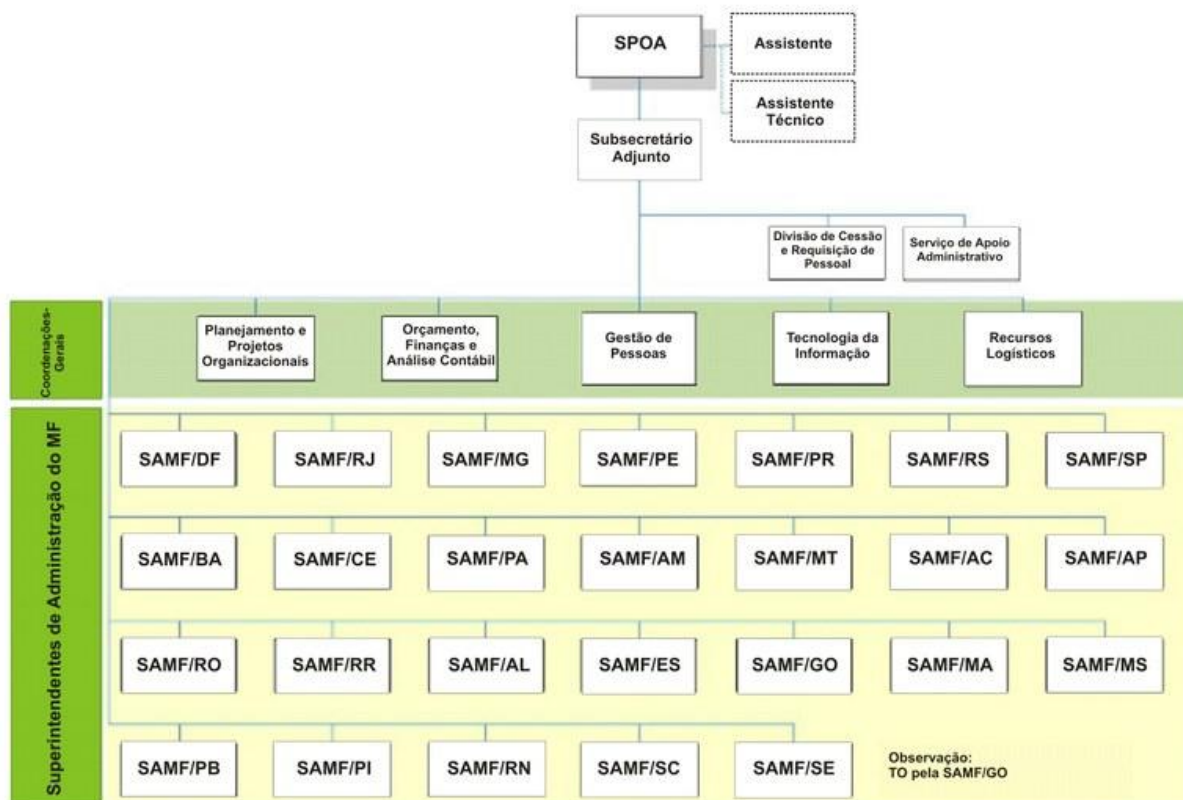 SPOA
Assistente
Assistente
Técnico
Subsecretário
Adjunto
Divisão de Cessão
e Requisição de
Pessoal
Serviço de Apoio
Administrativo
Coordenações-
Gerais
Planejamento e
Projetos
Organizacionais
Orçamento,
Finanças e
Análise Contábil
Gestão de
Pessoas
Tecnologia da
Informação
Recursos
Logísticos
Superintendentes de Administração do MF
SAMF/DF
SAMF/RJ
SAMF/MG
SAMF/PE
SAMF/PR
SAMF/RS
SAMF/SP
SAMF/BA
SAMF/CE
SAMF/PA
SAMF/AM
SAMF/MT
SAMF/AC
SAMF/AP
SAMF/RO
SAMF/RR
SAMF/AL
SAMF/ES
SAMF/GO
SAMF/MA
SAMF/MS
SAMF/PB
SAMF/PI
SAMF/RN
SAMF/SC
SAMF/SE
Observação:
TO pela SAMF/GO